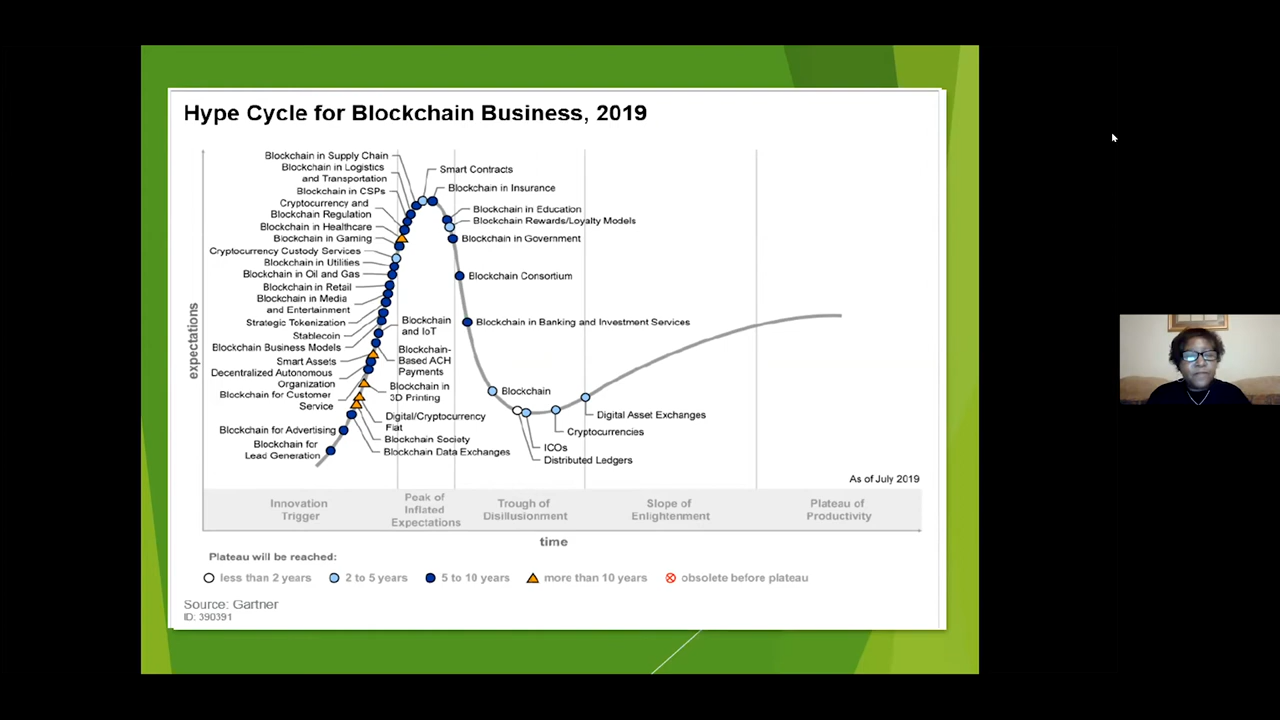 Hype Cycle for Blockchain Business, 2019
Blockchain in Supply Chain
Blockchain in Logistics
and Transportation
Blockchain in CSPs
Cryptocurrency and
Blockchain Regulation
Blockchain in Healthcare
Blockchain in Gaming
Cryptocurrency Custody Services
Blockchain in Utilities
Blockchain in Oil and Gas
Blockchain in Retail
Blockchain in Media
and Entertainment
Strategic Tokenization
Stablecoin
Blockchain Business Models
Smart Assets
Decentralized Autonomous
Organization
Blockchain for Customer
Service
Blockchain for Advertising
Blockchain for
Lead Generation
Smart Contracts
Blockchain in Insurance
Blockchain in Education
Blockchain Rewards/Loyalty Models
Blockchain in Government
Blockchain Consortium
Blockchain in Banking and Investment Services
Blockchain
and IoT
Blockchain-
Based ACH
Payments
Blockchain in
3D Printing
Digital/Cryptocurrency
Fiat
Blockchain Society
Blockchain Data Exchanges
Blockchain
Digital Asset Exchanges
Cryptocurrencies
ICOs
Distributed Ledgers
expectations
As of July 2019
Innovation
Trigger
Peak of
Inflated
Expectations
Trough of
Disillusionment
Slope of
Enlightenment
Plateau of
Productivity
time
Plateau will be reached:
less than 2 years
2 to 5 years
5 to 10 years
more than 10 years
obsolete before plateau
Source: Gartner
ID: 390391